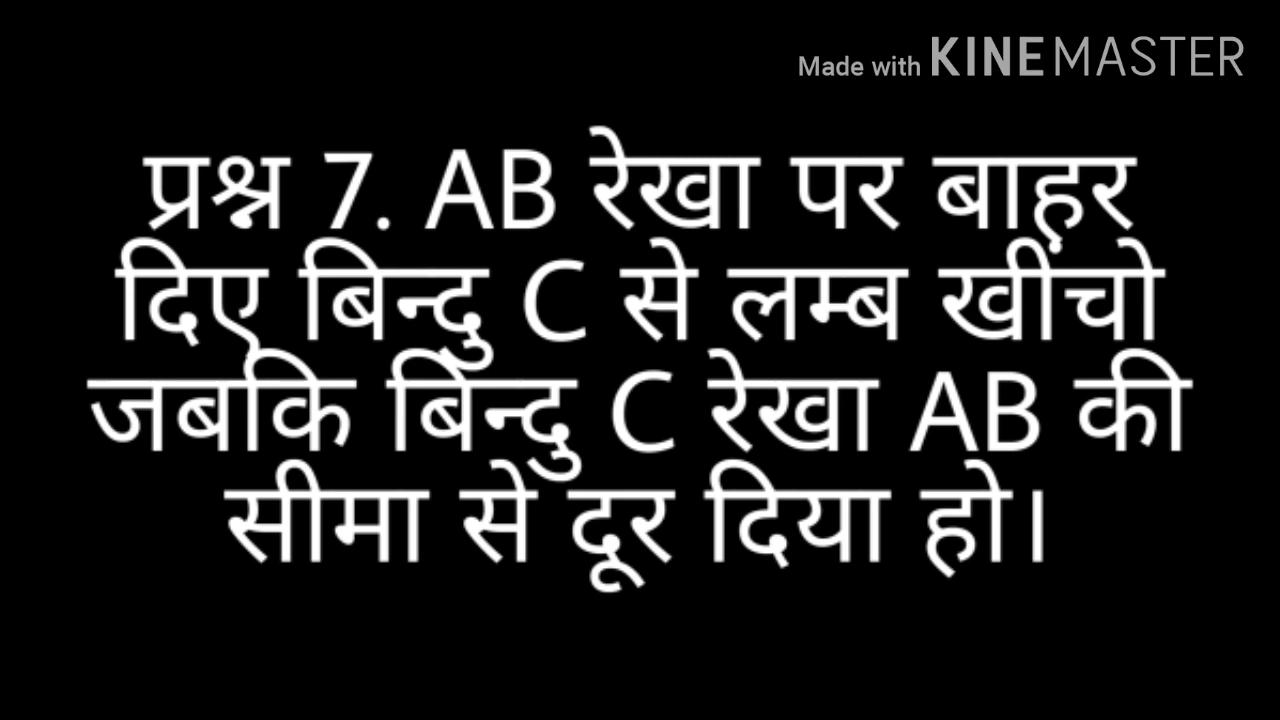 Made with KINEMASTER
प्रश्न 7. AB रेखा पर बाहर
दिए बिन्दु C से लम्ब खींचो
जबकि बिन्दु C रेखा AB की
सीमा से दूर दिया हो।